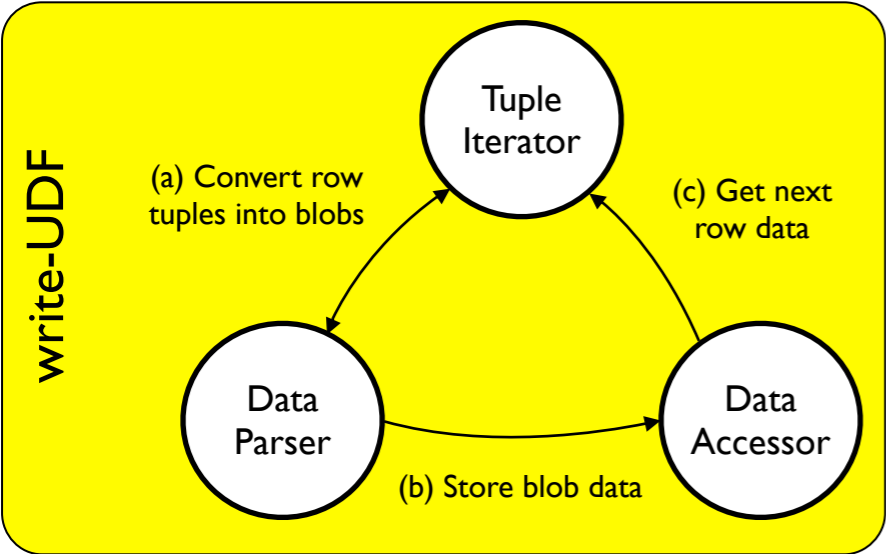 write-UDF
Tuple
Iterator
(a) Convert row
tuples into blobs
(c) Get next
row data
Data
Parser
Data
Accessor
(b) Store blob data